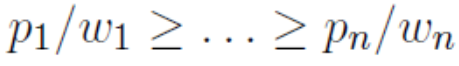 p₁/w₁ ≥ … ≥ pₙ/wₙ